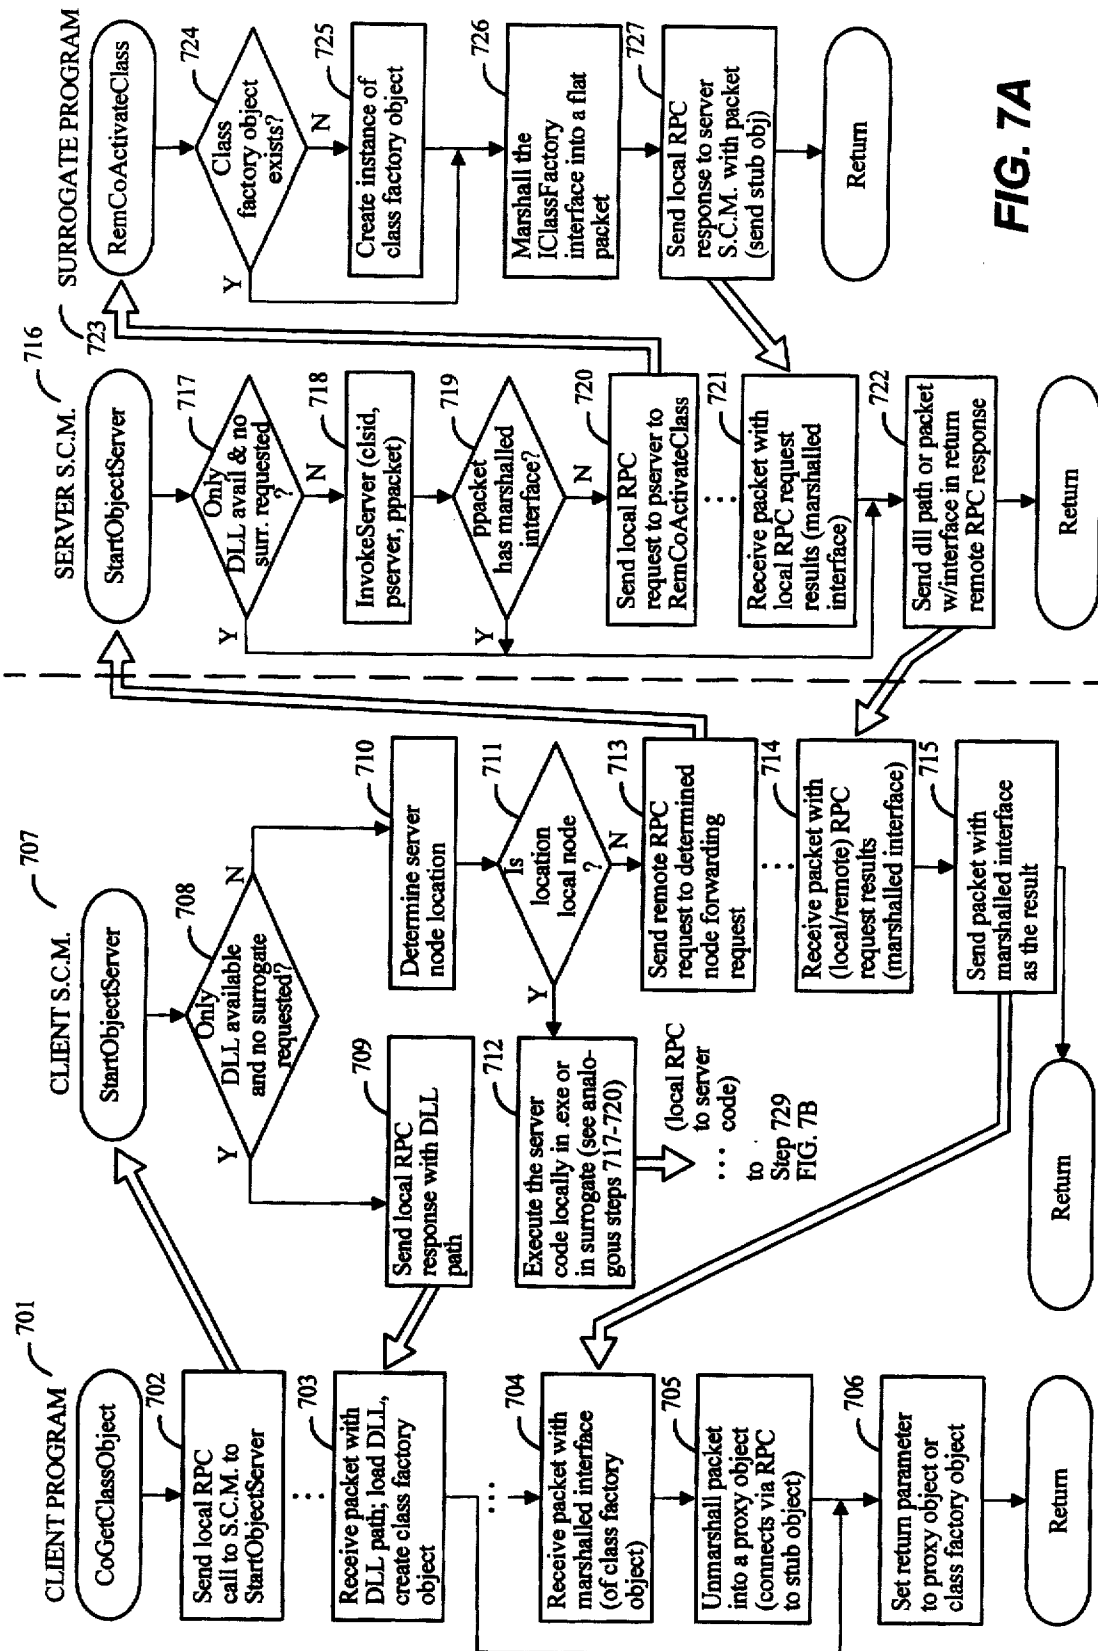 CLIENT PROGRAM
701
CoGetClassObject
702
Send local RPC
call to S.C.M. to
StartObjectServer
703
Receive packet with
DLL path; load DLL,
create class factory
object
704
Receive packet with
marshalled interface
(of class factory
object)
705
Unmarshall packet
into a proxy object
(connects via RPC
to stub object)
706
Set return parameter
to proxy object or
class factory object
Return
CLIENT S.C.M.
707
StartObjectServer
708
Only
DLL available
and no surrogate
requested?
Y
N
709
Send local RPC
response with DLL
path
710
Determine server
node location
711
Is
location
local node
?
Y
N
712
Execute the server
code locally in .exe or
in surrogate (see analo-
gous steps 717-720)
(local RPC
to server
code)
...
to
Step 729
FIG. 7B
713
Send remote RPC
request to determined
node forwarding
request
714
Receive packet with
(local/remote) RPC
request results
(marshalled interface)
715
Send packet with
marshalled interface
as the result
Return
SERVER S.C.M.
716
StartObjectServer
717
Only
DLL avail & no
surr. requested
?
Y
N
718
InvokeServer (clsid,
pserver, ppacket)
719
ppacket
has marshalled
interface?
Y
N
720
Send local RPC
request to pserver to
RemCoActivateClass
721
Receive packet with
local RPC request
results (marshalled
interface)
722
Send dll path or packet
w/interface in return
remote RPC response
Return
SURROGATE PROGRAM
723
RemCoActivateClass
724
Class
factory object
exists?
Y
N
725
Create instance of
class factory object
726
Marshall the
IClassFactory
interface into a flat
packet
727
Send local RPC
response to server
S.C.M. with packet
(send stub obj)
Return
FIG. 7A